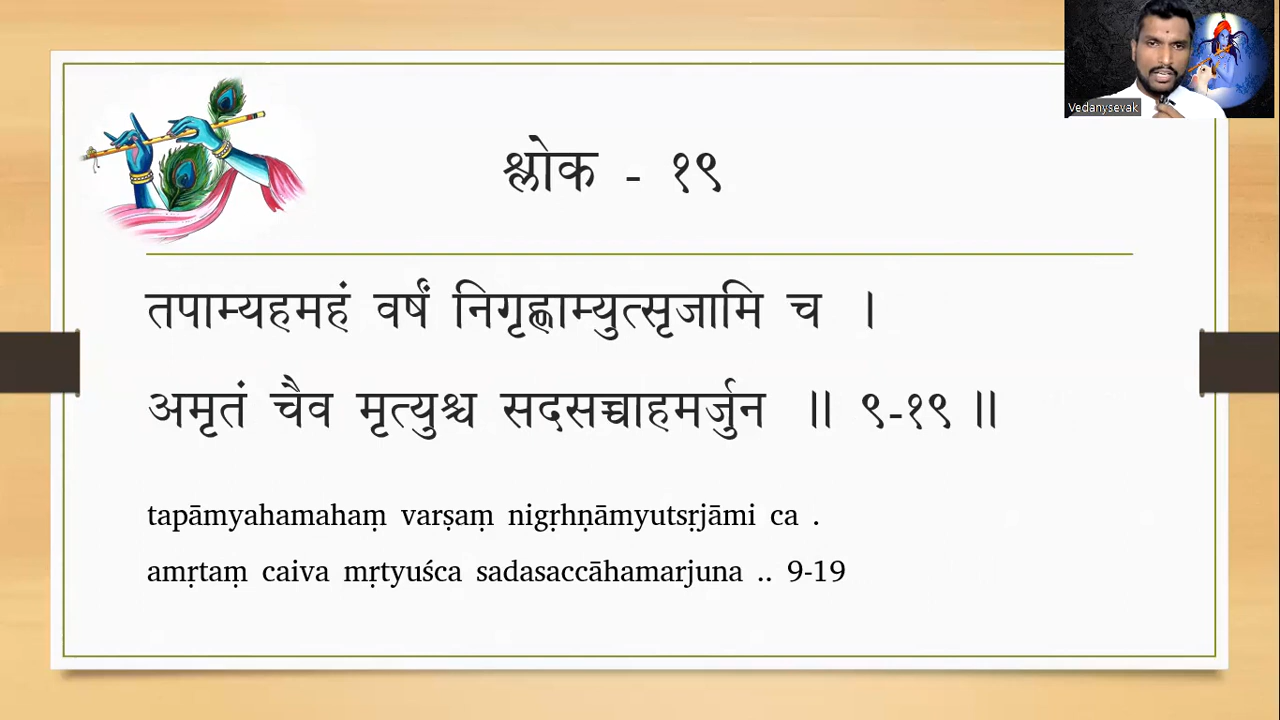 Vedanysevak
श्लोक - १९
तपाम्यहमहं वर्षं निगृह्णाम्युत्सृजामि च ।
अमृतं चैव मृत्युश्च सदसच्चाहमर्जुन ॥ ९-१९ ॥
tapāmyahamahaṃ varṣaṃ nigṛhṇāmyutsṛjāmi ca .
amṛtaṃ caiva mṛtyuśca sadasaccāhamarjuna .. 9-19